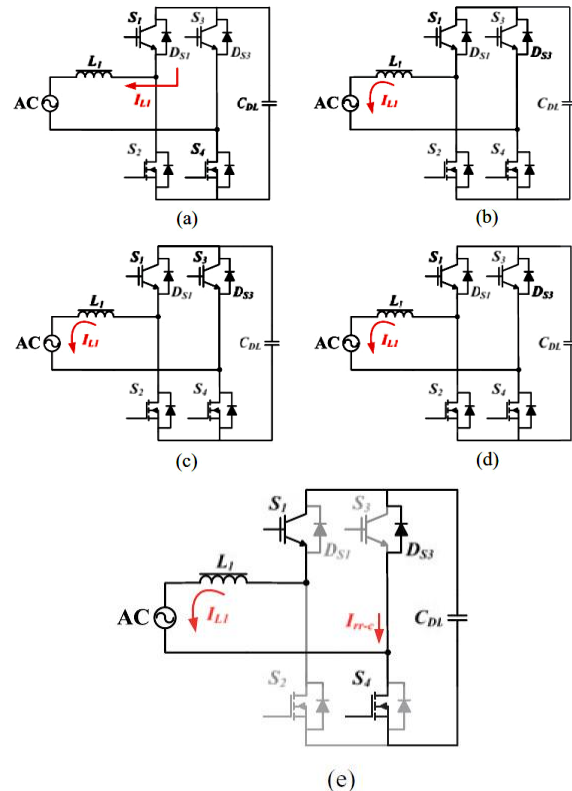 S1 S3
DS1 DS3
L1
IL1
AC
CDL
S2 S4
(a)
S1 S3
DS1 DS3
L1
IL1
AC
CDL
S2 S4
(b)
S1 S3
DS1 DS3
L1
IL1
AC
CDL
S2 S4
(c)
S1 S3
DS1 DS3
L1
IL1
AC
CDL
S2 S4
(d)
S1 S3
DS1 DS3
L1
AC IL1 Irr-c CDL
S2 S4
(e)